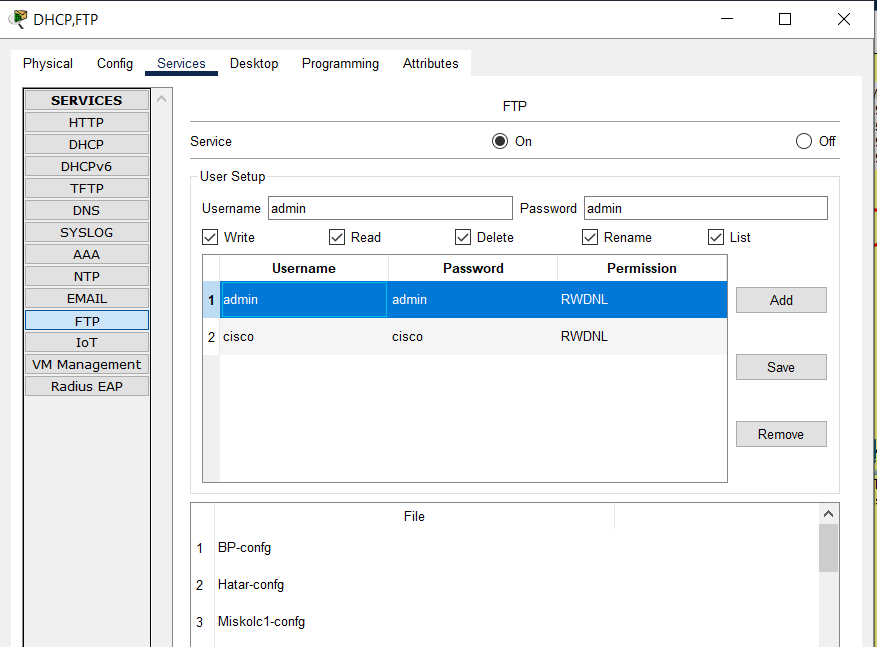 DHCP,FTP
Physical Config Services Desktop Programming Attributes
SERVICES
HTTP
DHCP
DHCPv6
TFTP
DNS
SYSLOG
AAA
NTP
EMAIL
FTP
IoT
VM Management
Radius EAP
FTP
Service On Off
User Setup
Username admin Password admin
Write Read Delete Rename List
Username Password Permission
1 admin admin RWDNL
2 cisco cisco RWDNL
Add
Save
Remove
File
1 BP-confg
2 Hatar-confg
3 Miskolc1-confg